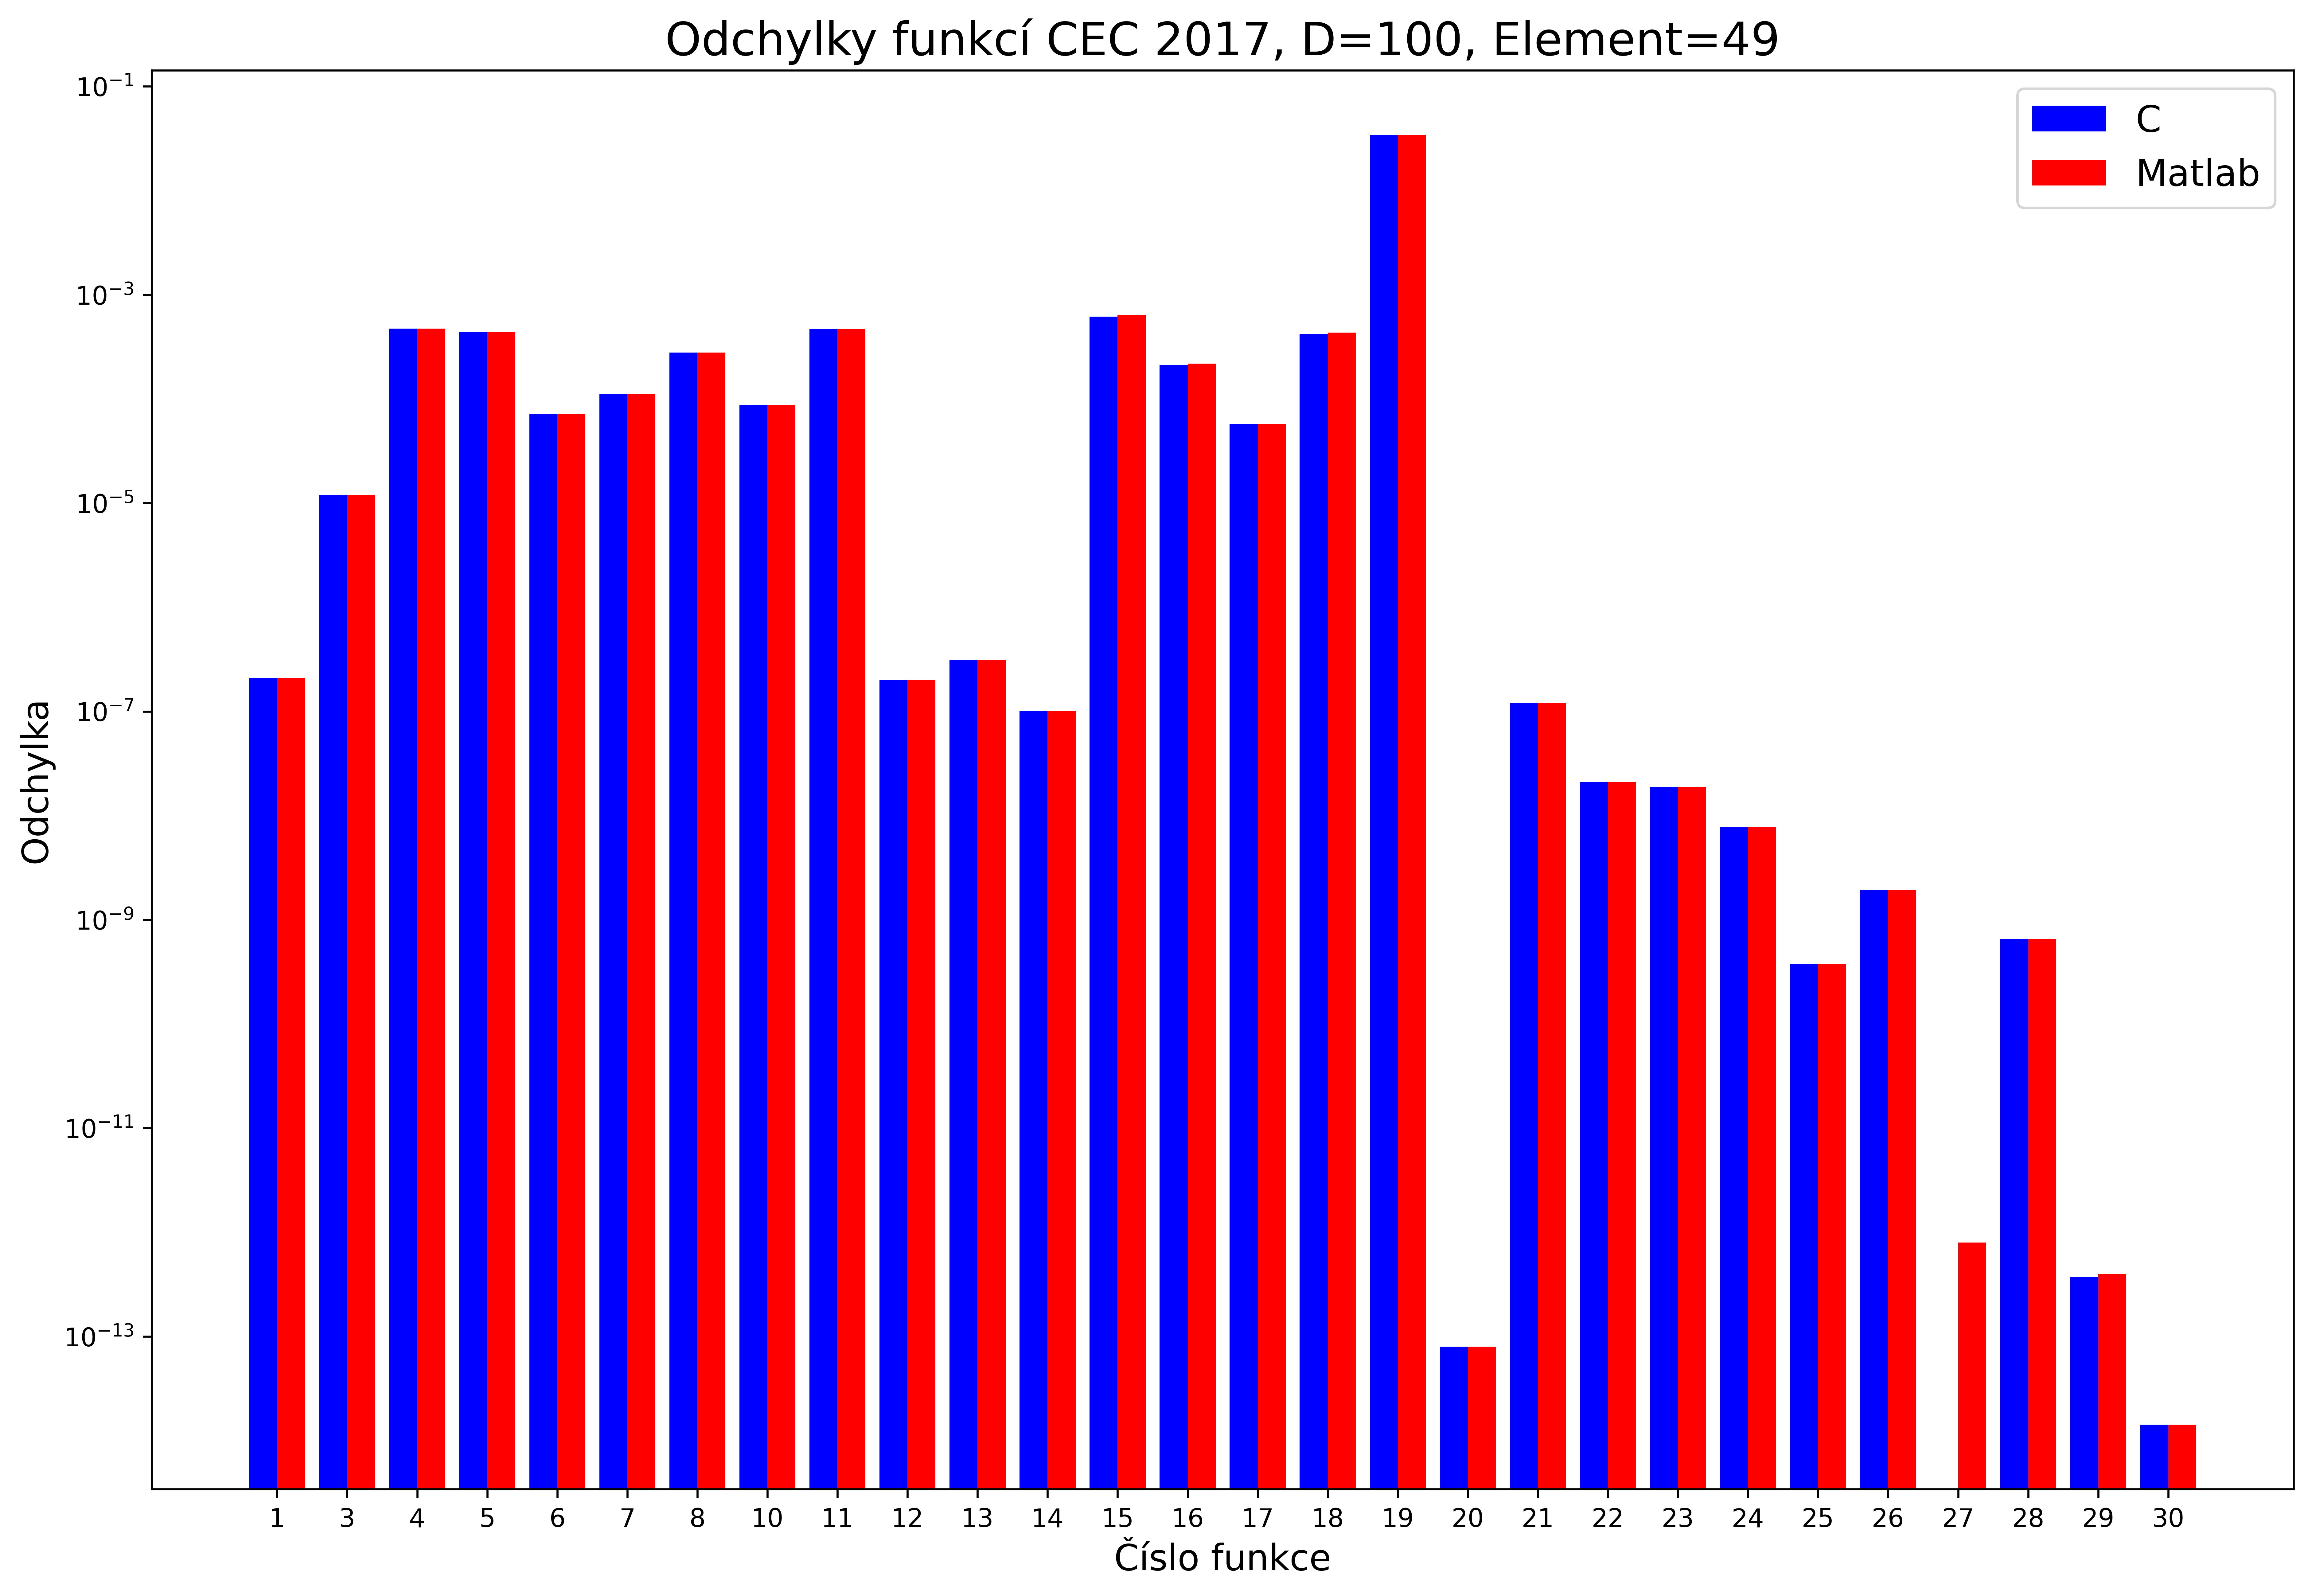 Odchylky funkcí CEC 2017, D=100, Element=49
C
Matlab
Odchylka
10⁻¹
10⁻³
10⁻⁵
10⁻⁷
10⁻⁹
10⁻¹¹
10⁻¹³
1 3 4 5 6 7 8 10 11 12 13 14 15 16 17 18 19 20 21 22 23 24 25 26 27 28 29 30
Číslo funkce